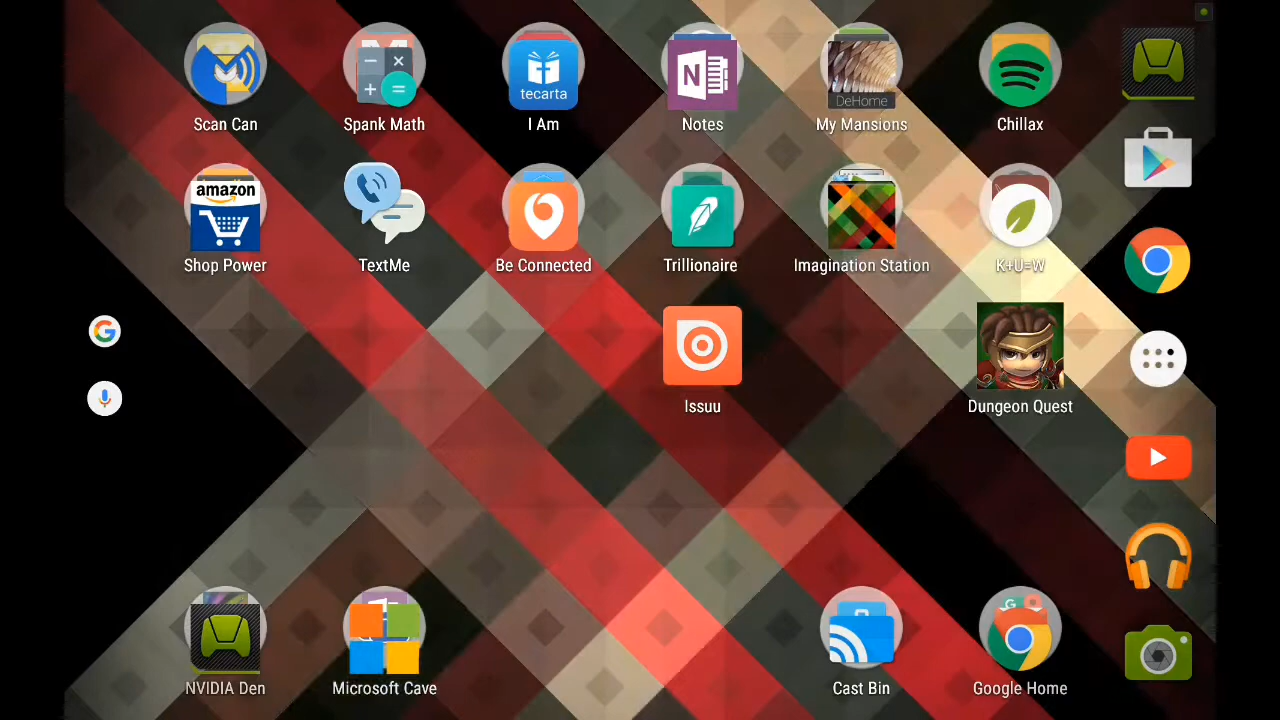 Scan Can
Spank Math
tecarta
I Am
N
Notes
DeHome
My Mansions
Chillax
amazon
Shop Power
TextMe
Be Connected
Trillionaire
Imagination Station
K+U=W
Issuu
Dungeon Quest
NVIDIA Den
Microsoft Cave
Cast Bin
Google Home